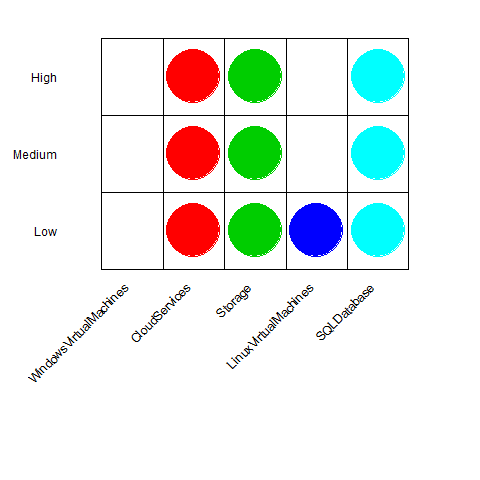 High
Medium
Low
WindowsVirtualMachines
CloudServices
Storage
LinuxVirtualMachines
SQLDatabase